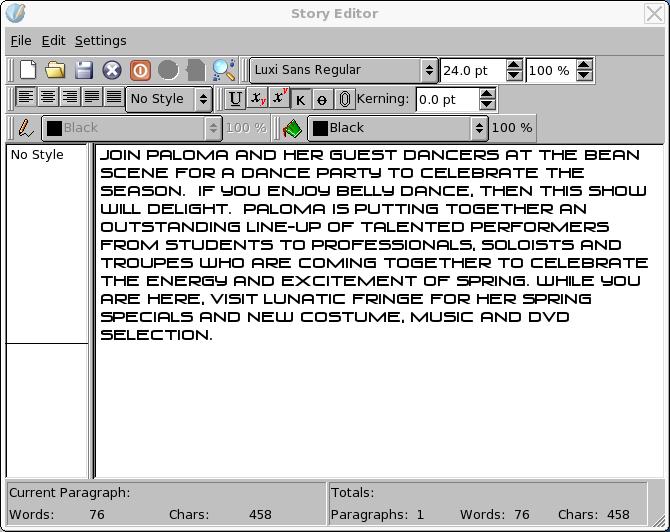 Story Editor
File Edit Settings
Luxi Sans Regular 24.0 pt 100 %
No Style U xy xy K O O Kerning: 0.0 pt
Black 100 % Black 100 %
No Style
JOIN PALOMA AND HER GUEST DANCERS AT THE BEAN
SCENE FOR A DANCE PARTY TO CELEBRATE THE
SEASON.  IF YOU ENJOY BELLY DANCE, THEN THIS SHOW
WILL DELIGHT.  PALOMA IS PUTTING TOGETHER AN
OUTSTANDING LINE-UP OF TALENTED PERFORMERS
FROM STUDENTS TO PROFESSIONALS, SOLOISTS AND
TROUPES WHO ARE COMING TOGETHER TO CELEBRATE
THE ENERGY AND EXCITEMENT OF SPRING. WHILE YOU
ARE HERE, VISIT LUNATIC FRINGE FOR HER SPRING
SPECIALS AND NEW COSTUME, MUSIC AND DVD
SELECTION.
Current Paragraph:
Words: 76 Chars: 458
Totals:
Paragraphs: 1 Words: 76 Chars: 458